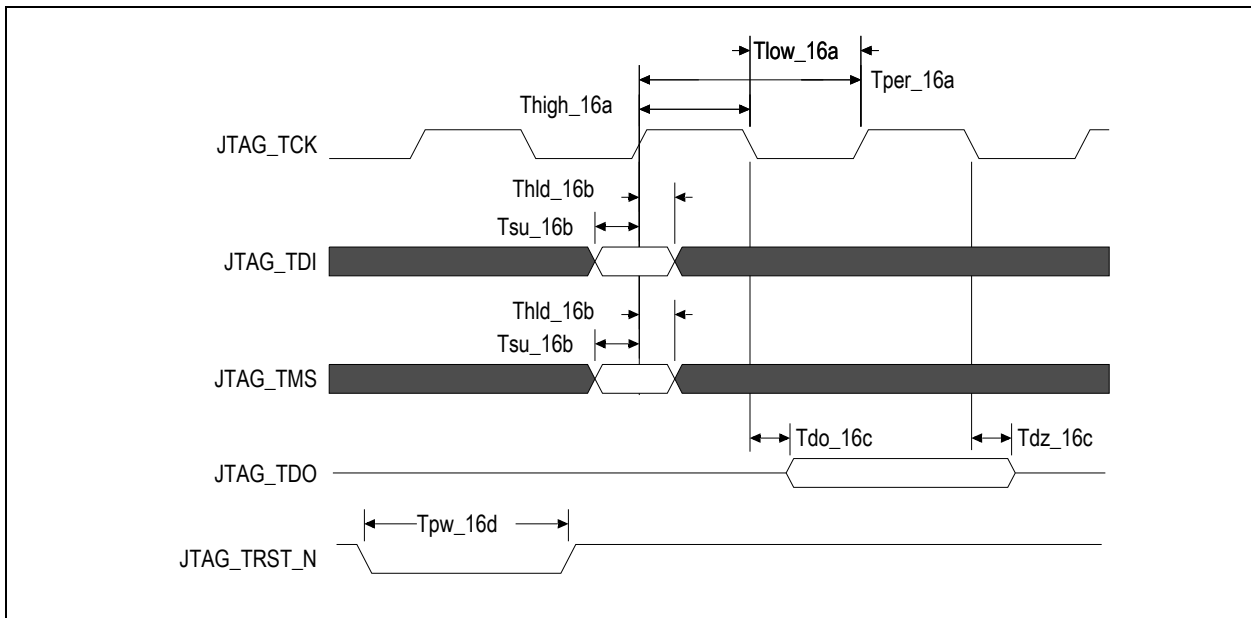 Tlow_16a
Tper_16a
Thigh_16a
JTAG_TCK
Thld_16b
Tsu_16b
JTAG_TDI
Thld_16b
Tsu_16b
JTAG_TMS
Tdo_16c
Tdz_16c
JTAG_TDO
Tpw_16d
JTAG_TRST_N